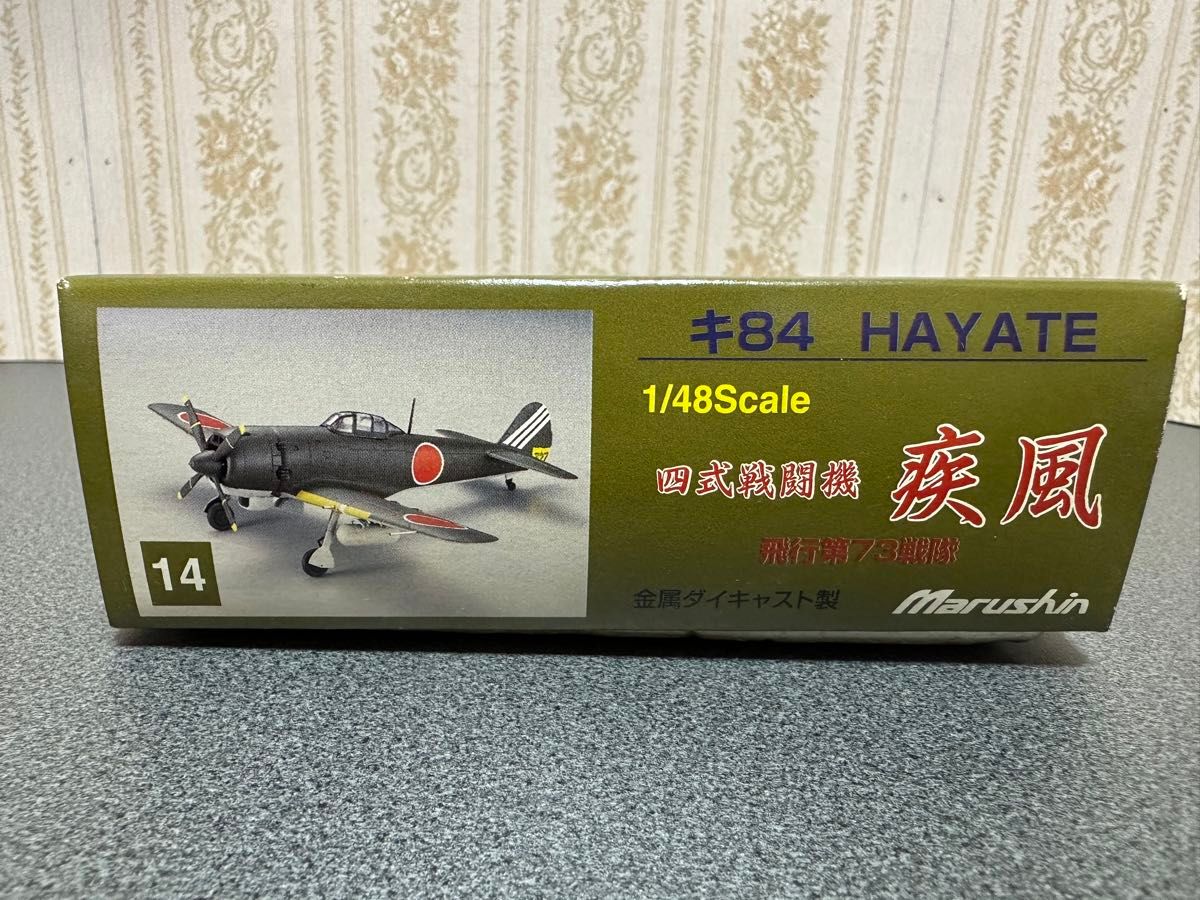 キ84 HAYATE
1/48Scale
四式戦闘機 疾風
飛行第73戦隊
金属ダイキャスト製 Marushin
14